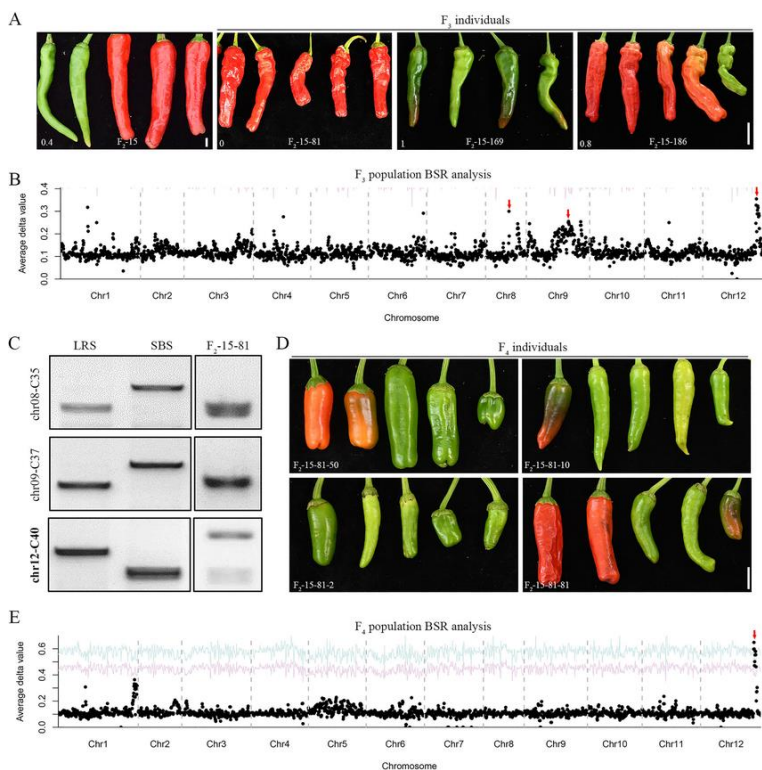 A
F3 individuals
0.4 F2-15
0 F2-15-81
1 F2-15-169
0.8 F2-15-186
B
F3 population BSR analysis
Average delta value
0.4
0.3
0.2
0.1
0.0
Chr1 Chr2 Chr3 Chr4 Chr5 Chr6 Chr7 Chr8 Chr9 Chr10 Chr11 Chr12
Chromosome
C
LRS SBS F2-15-81
chr08-C35
chr09-C37
chr12-C40
D
F4 individuals
F2-15-81-50
F2-15-81-10
F2-15-81-2
F2-15-81-81
E
F4 population BSR analysis
Average delta value
0.6
0.4
0.2
0.0
Chr1 Chr2 Chr3 Chr4 Chr5 Chr6 Chr7 Chr8 Chr9 Chr10 Chr11 Chr12
Chromosome